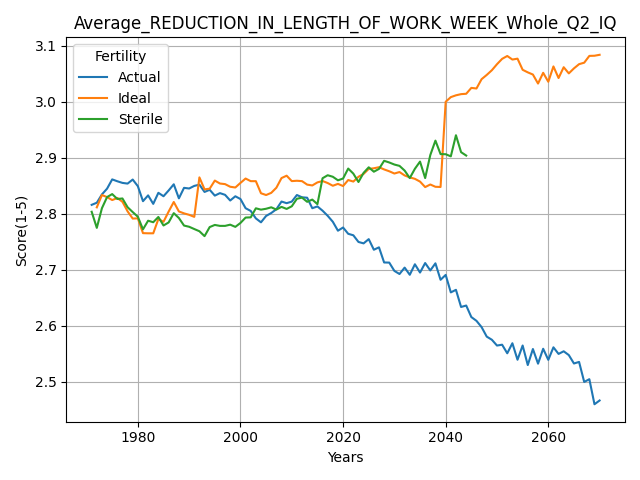 Average_REDUCTION_IN_LENGTH_OF_WORK_WEEK_Whole_Q2_IQ
Fertility
Actual
Ideal
Sterile
Score(1-5)
3.1
3.0
2.9
2.8
2.7
2.6
2.5
1980 2000 2020 2040 2060
Years